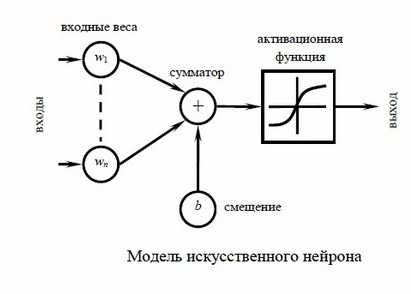 входные веса
активационная
функция
w1
сумматор
входы
+
выход
wn
b
смещение
Модель искусственного нейрона